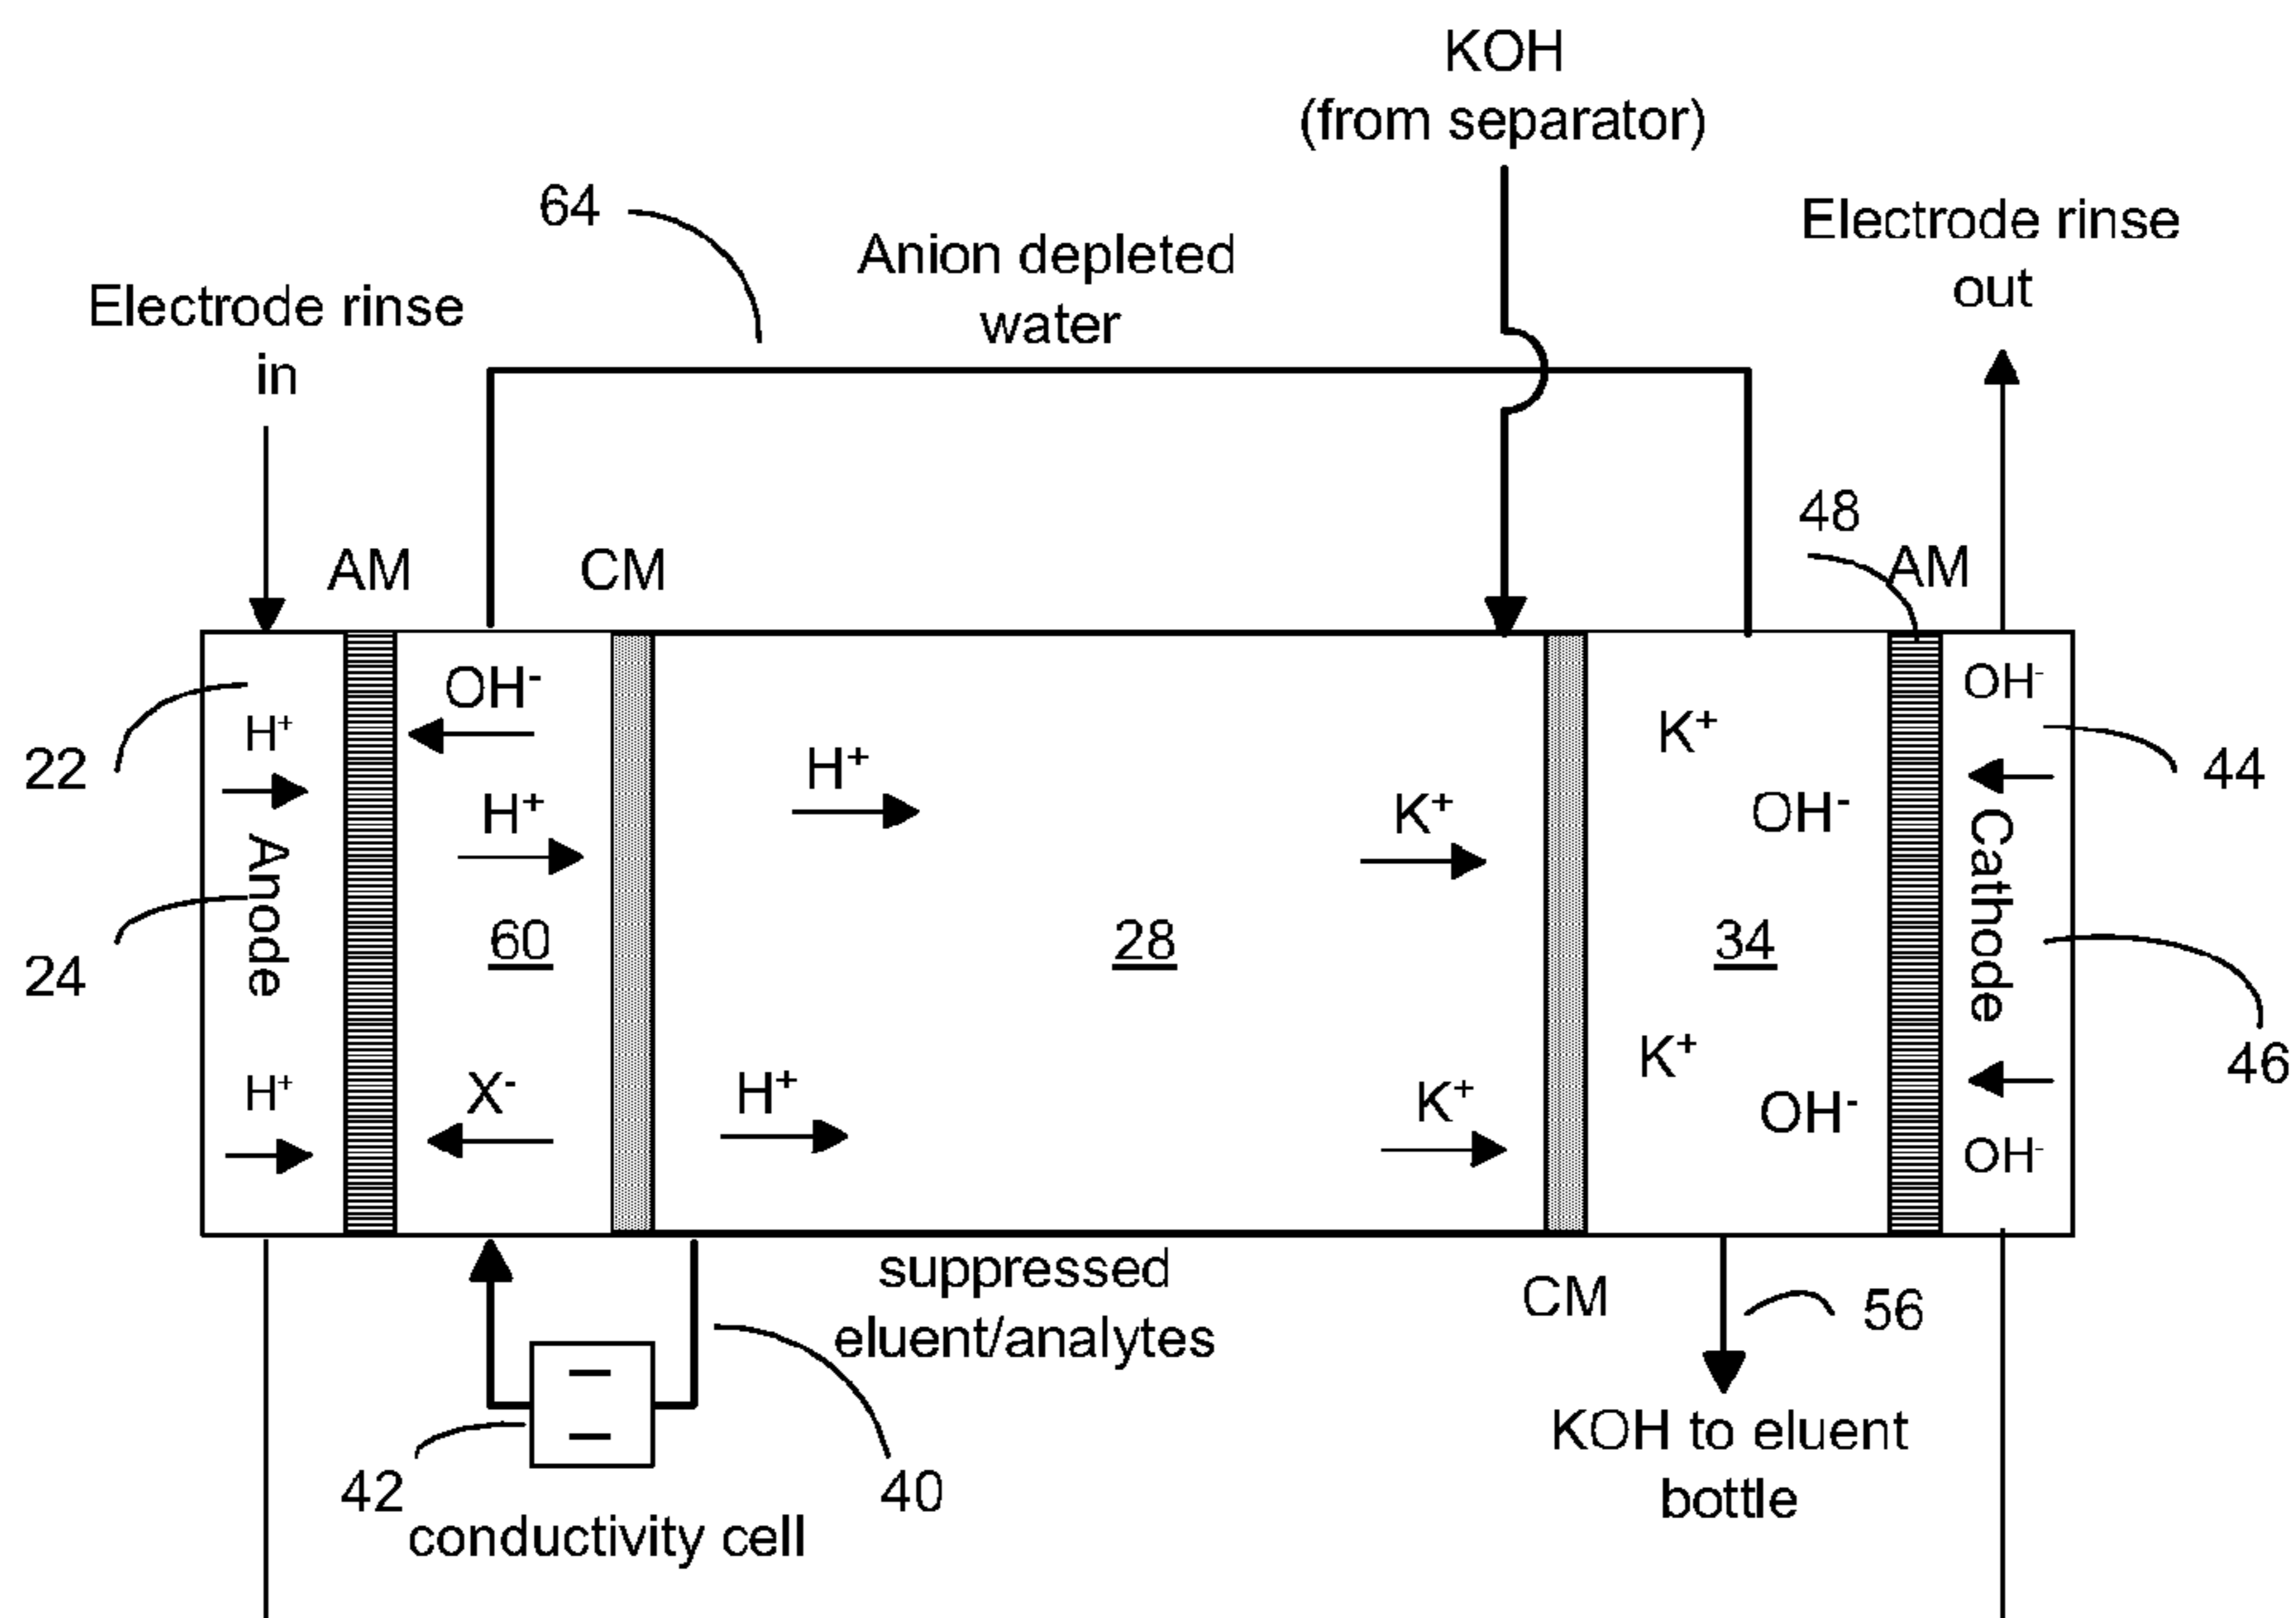 KOH
(from separator)
64
Electrode rinse
out
Anion depleted
water
Electrode rinse
in
48
AM
CM
AM
OH-
OH-
H+
K+
22
H+
K+
OH-
44
H+
K+
Anode
Cathode
60
28
34
24
K+
46
H+
X-
H+
K+
OH-
OH-
suppressed
eluent/analytes
CM
56
KOH to eluent
bottle
42
40
conductivity cell